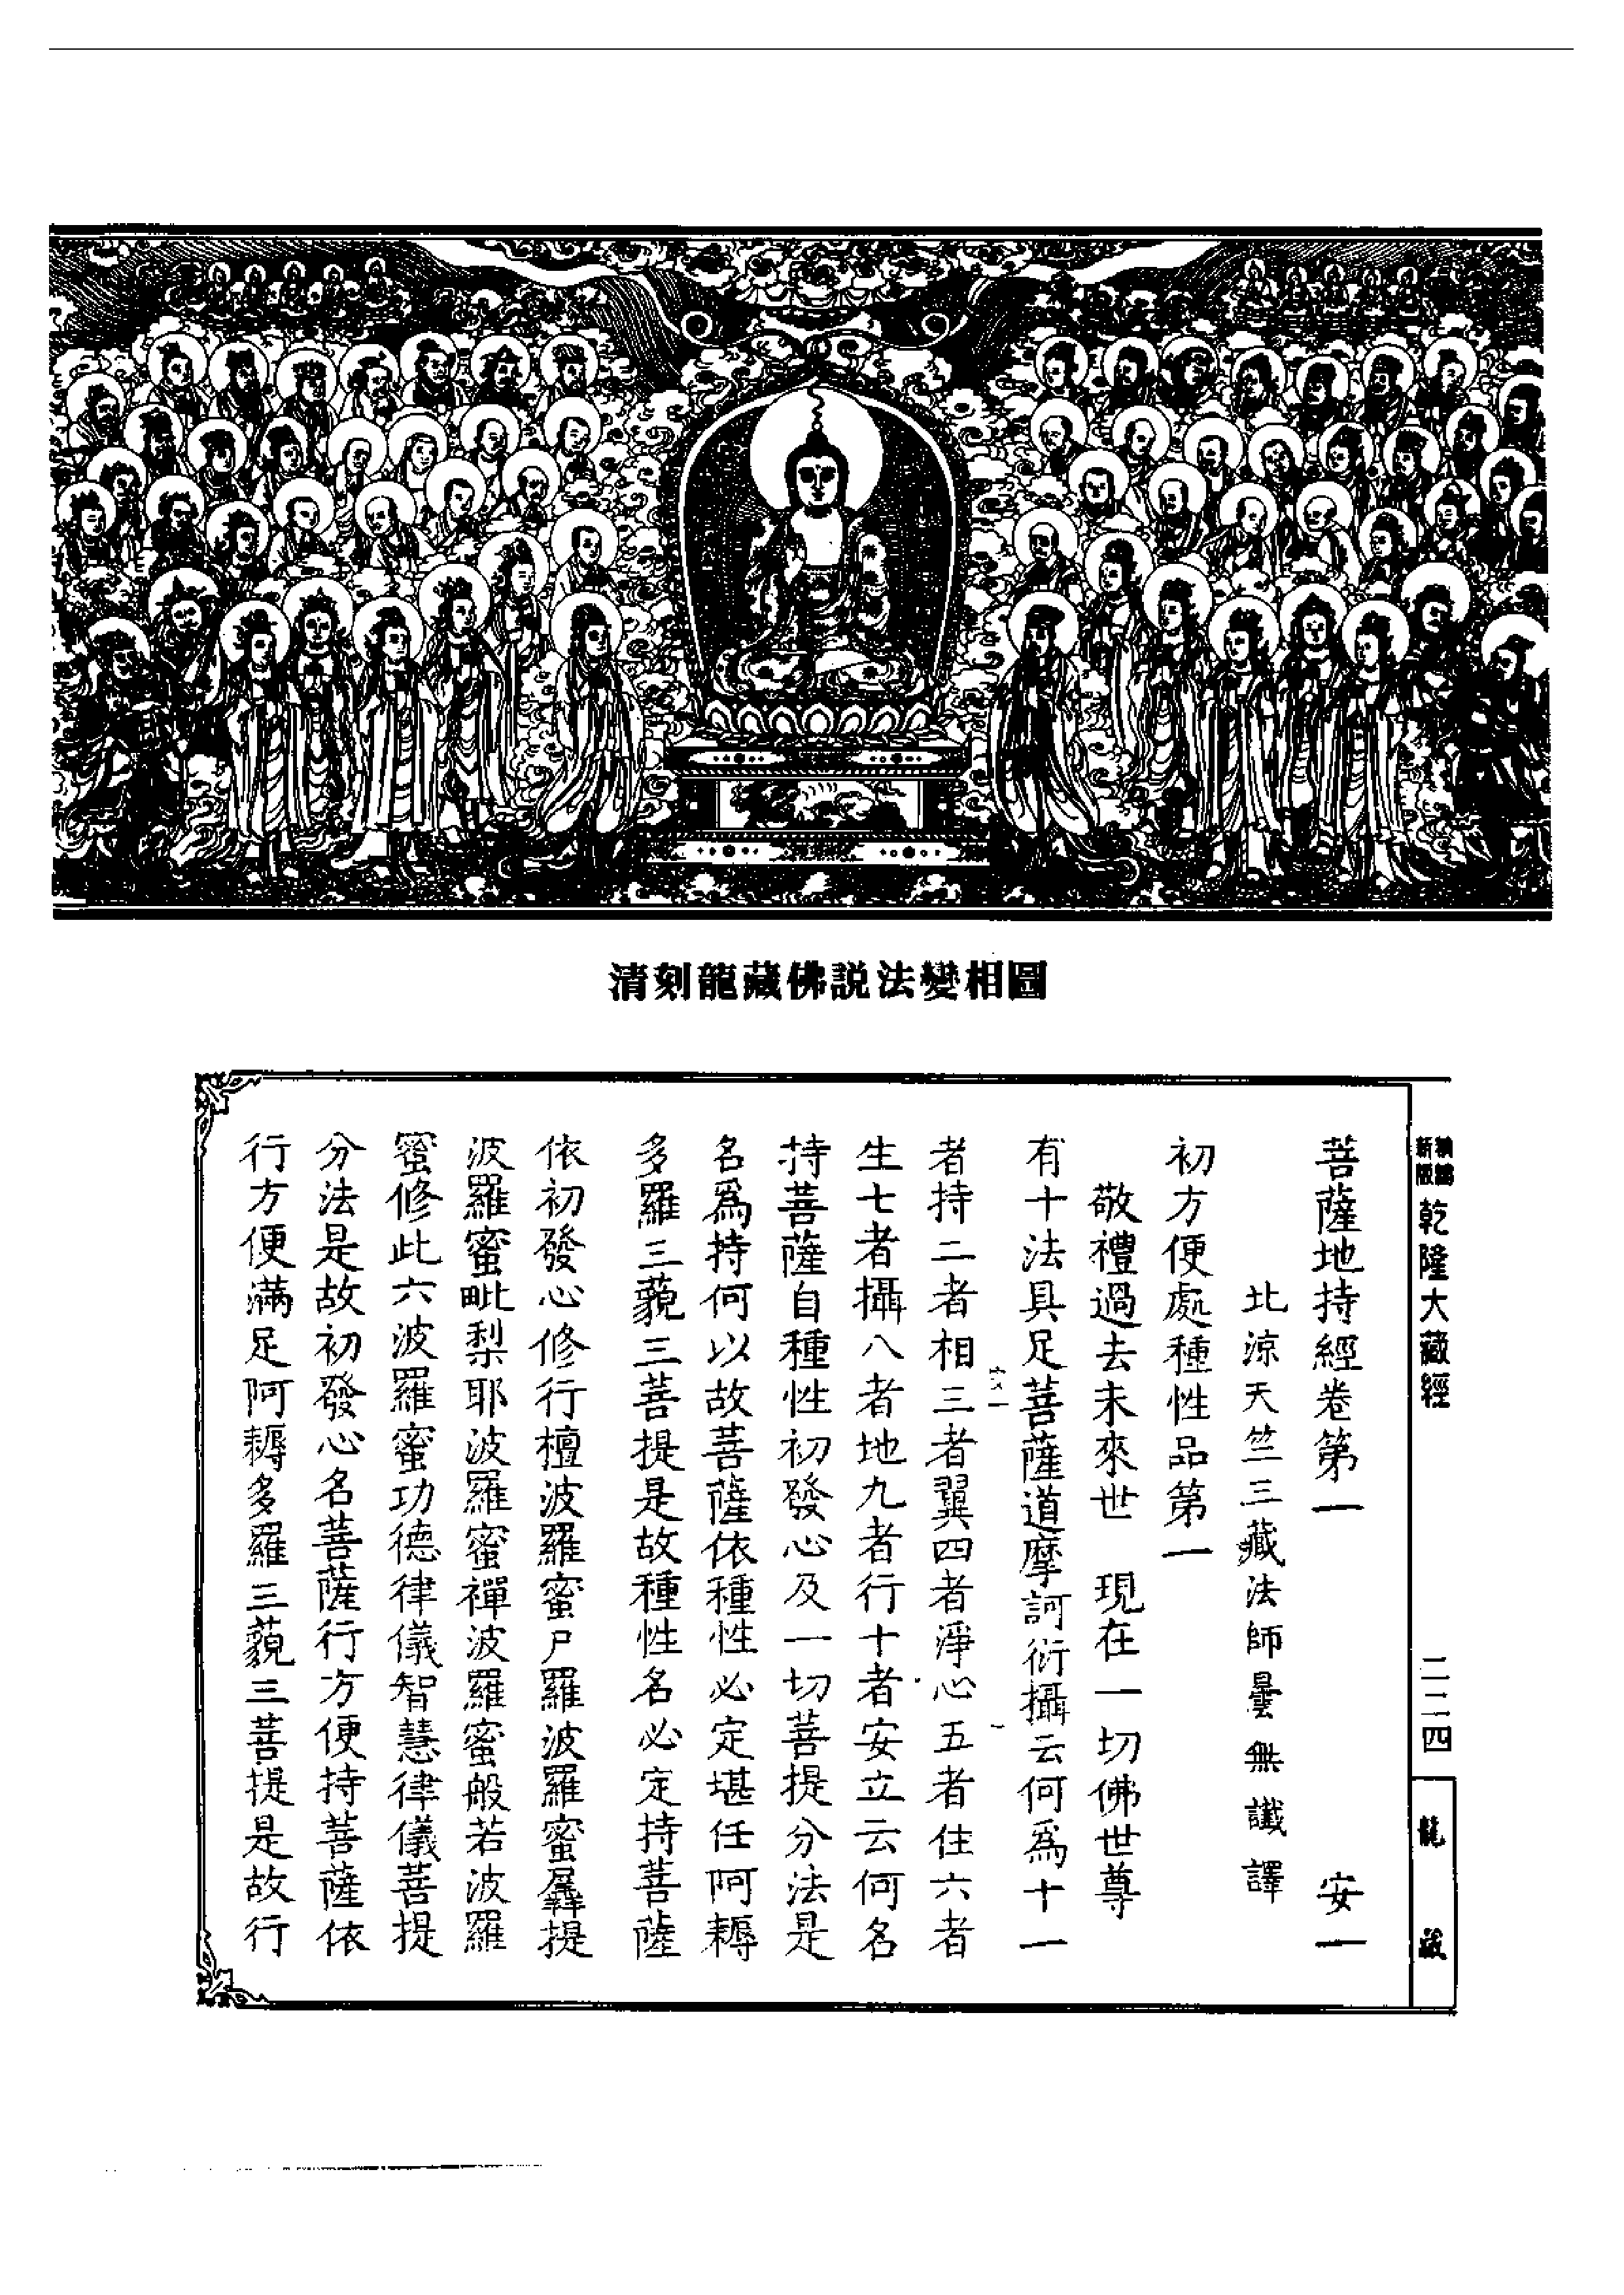 清刻龍藏佛説法變相圖
新編
新版
乾隆大藏經
二二四
龍藏
菩薩地持經卷第一 安一
北涼天竺三藏法師曇無讖譯
初方便處種性品第一
敬禮過去未來世 現在一切佛世尊
有十法具足菩薩道摩訶衍攝云何爲十一
者持二者相三者翼四者淨心五者住六者
生七者攝八者地九者行十者安立云何名
持菩薩自種性初發心及一切菩提分法是
名爲持何以故菩薩依種性必定堪任阿耨
多羅三藐三菩提是故種性名必定持菩薩
依初發心修行檀波羅蜜尸羅波羅蜜羼提
波羅蜜毗梨耶波羅蜜禪波羅蜜般若波羅
蜜修此六波羅蜜功德律儀智慧律儀菩提
分法是故初發心名菩薩行方便持菩薩依
行方便滿足阿耨多羅三藐三菩提是故行